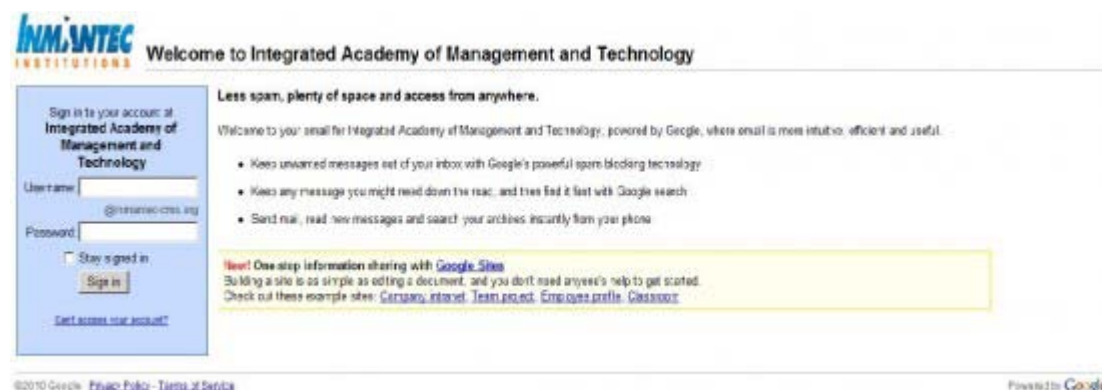 INMANTEC
INSTITUTIONS
Welcome to Integrated Academy of Management and Technology
Sign in to your account at
Integrated Academy of
Management and
Technology
Username
@inmantec-cms.org
Password
Stay signed in
Sign in
Can't access your account?
Less spam, plenty of space and access from anywhere.
Welcome to your email for Integrated Academy of Management and Technology, powered by Google, where email is more intuitive, efficient and useful.
Keep unwanted messages out of your inbox with Google's powerful spam blocking technology
Keep any message you might need down the road, and then find it fast with Google search
Send mail, read new messages and search your archives instantly from your phone
New! One stop information sharing with Google Sites
Building a site is as simple as editing a document, and you don't need anyone's help to get started.
Check out these example sites: Company intranet, Team project, Employee profile, Classroom
©2010 Google Privacy Policy - Terms of Service
Powered by Google